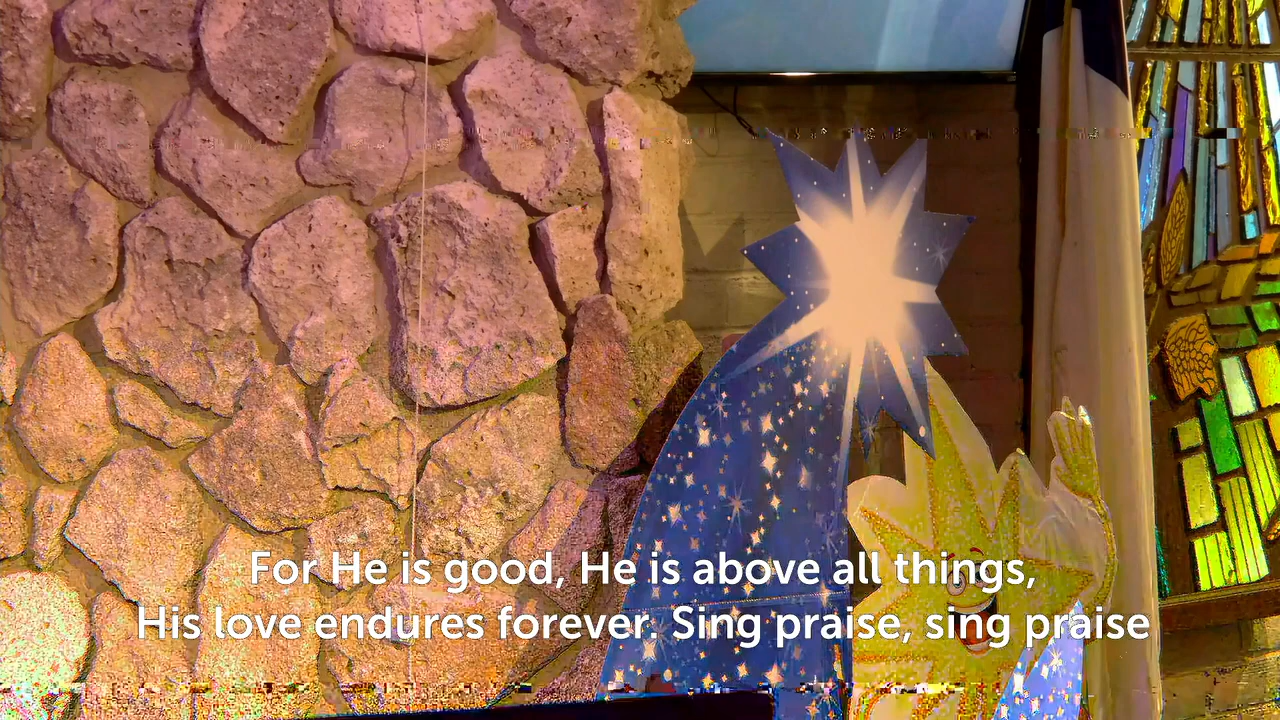 For He is good, He is above all things,
His love endures forever. Sing praise, sing praise